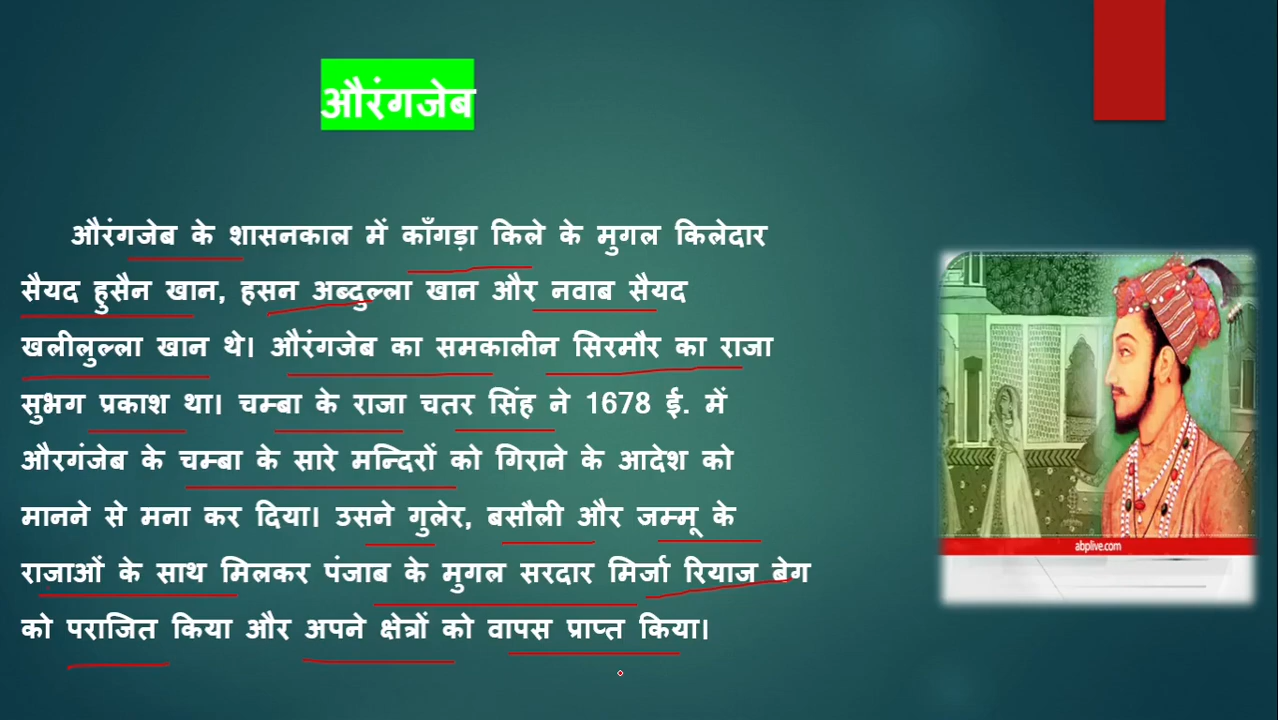 औरंगजेब
औरंगजेब के शासनकाल में काँगड़ा किले के मुगल किलेदार
सैयद हुसैन खान, हसन अब्दुल्ला खान और नवाब सैयद
खलीलुल्ला खान थे। औरंगजेब का समकालीन सिरमौर का राजा
सुभग प्रकाश था। चम्बा के राजा चतर सिंह ने 1678 ई. में
औरगंजेब के चम्बा के सारे मन्दिरों को गिराने के आदेश को
मानने से मना कर दिया। उसने गुलेर, बसौली और जम्मू के
राजाओं के साथ मिलकर पंजाब के मुगल सरदार मिर्जा रियाज बेग
को पराजित किया और अपने क्षेत्रों को वापस प्राप्त किया।
abplive.com